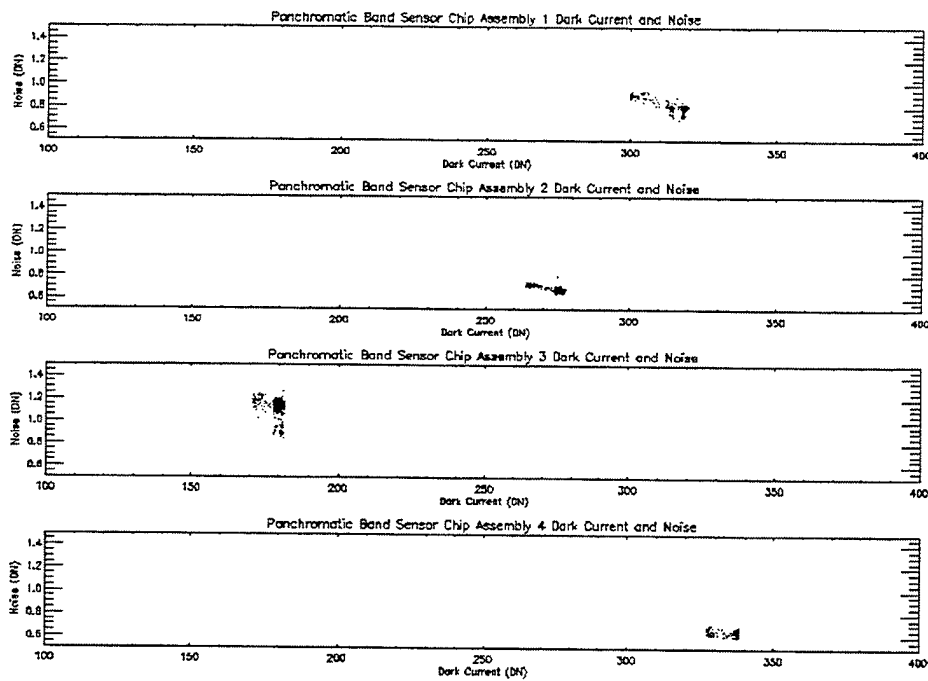 Panchromatic Band Sensor Chip Assembly 1 Dark Current and Noise
Noise (DN)
1.4
1.2
1.0
0.8
0.6
100 150 200 250 300 350 400
Dark Current (DN)
Panchromatic Band Sensor Chip Assembly 2 Dark Current and Noise
Noise (DN)
1.4
1.2
1.0
0.8
0.6
100 150 200 250 300 350 400
Dark Current (DN)
Panchromatic Band Sensor Chip Assembly 3 Dark Current and Noise
Noise (DN)
1.4
1.2
1.0
0.8
0.6
100 150 200 250 300 350 400
Dark Current (DN)
Panchromatic Band Sensor Chip Assembly 4 Dark Current and Noise
Noise (DN)
1.4
1.2
1.0
0.8
0.6
100 150 200 250 300 350 400
Dark Current (DN)